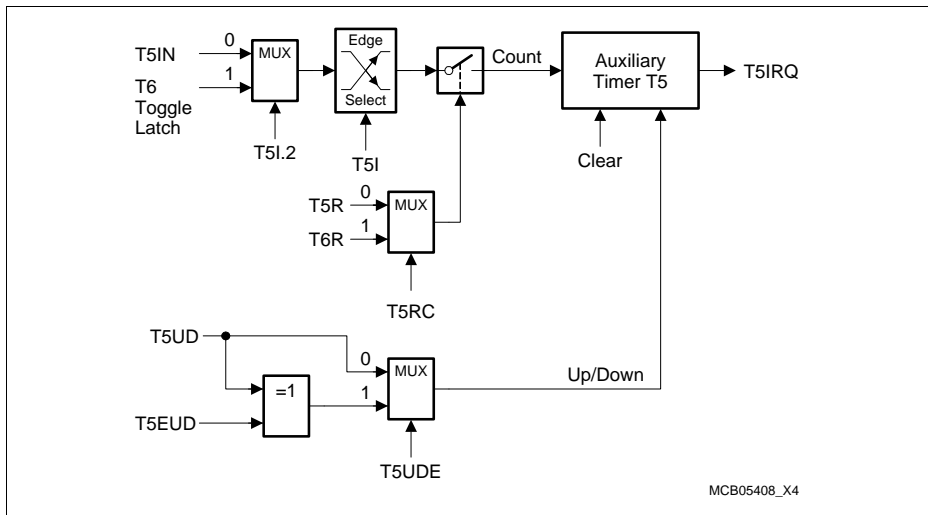 T5IN
0
T6
Toggle
Latch
1
MUX
T5I.2
Edge
Select
T5I
Count
Auxiliary
Timer T5
T5IRQ
Clear
T5R
0
T6R
1
MUX
T5RC
T5UD
0
=1
1
MUX
T5EUD
T5UDE
Up/Down
MCB05408_X4